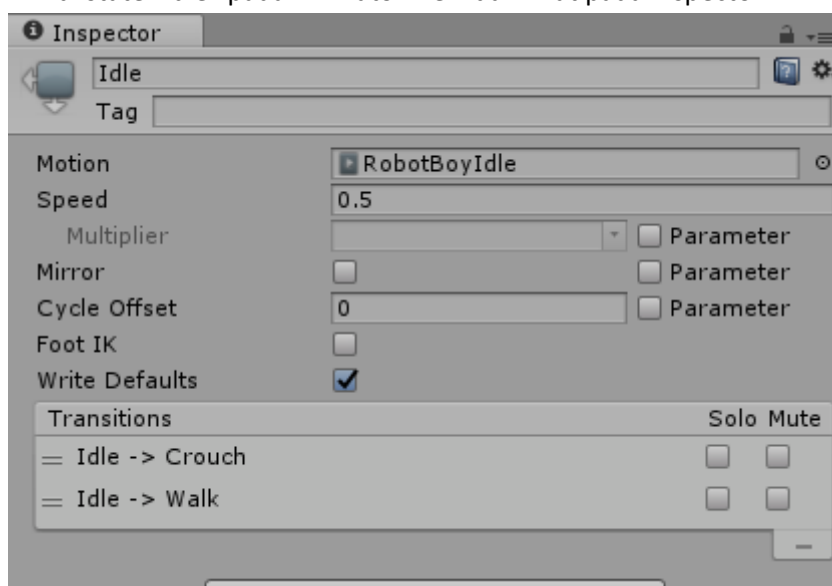 Inspector
Idle
Tag
Motion RobotBoyIdle
Speed 0.5
Multiplier Parameter
Mirror Parameter
Cycle Offset 0 Parameter
Foot IK
Write Defaults
Transitions Solo Mute
= Idle -> Crouch
= Idle -> Walk